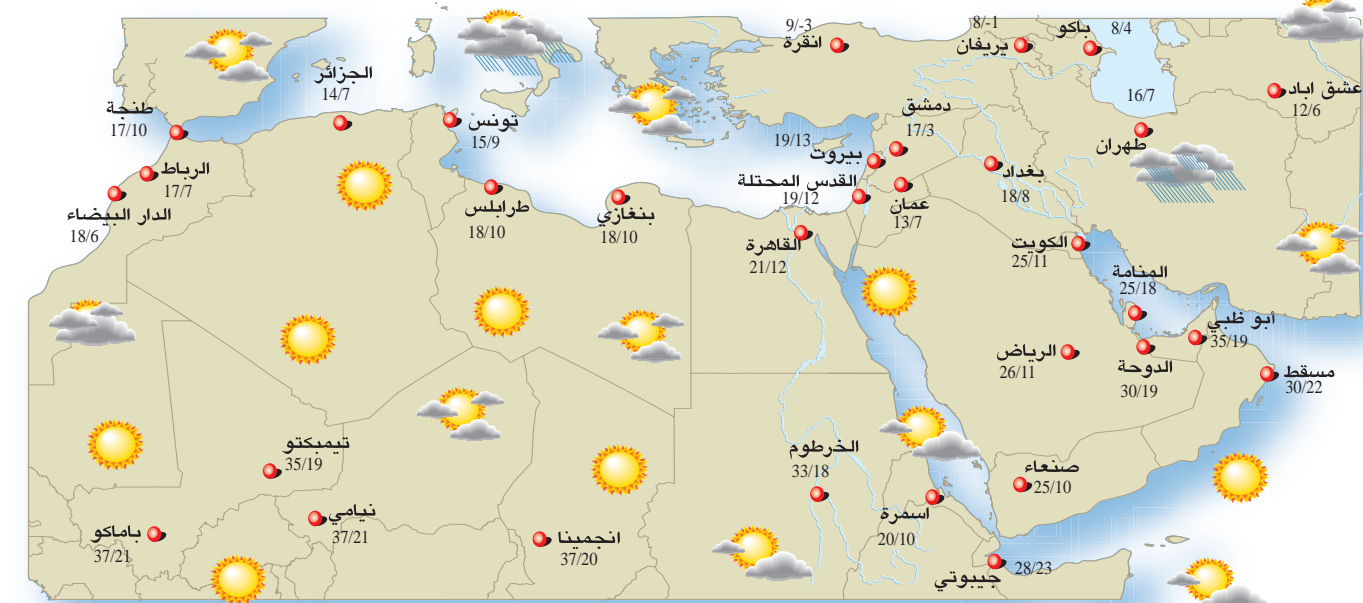 9/-3
انقرة
8/-1
يريفان
باكو
8/4
عشق اباد
12/6
16/7
طهران
الجزائر
14/7
طنجة
17/10
تونس
15/9
دمشق
17/3
19/13
بيروت
بغداد
18/8
الرباط
17/7
الدار البيضاء
18/6
طرابلس
18/10
بنغازي
18/10
القدس المحتلة
19/12
عمان
13/7
القاهرة
21/12
الكويت
25/11
المنامة
25/18
أبو ظبي
35/19
الرياض
26/11
الدوحة
30/19
مسقط
30/22
تيمبكتو
35/19
الخرطوم
33/18
صنعاء
25/10
نيامي
37/21
باماكو
37/21
انجمينا
37/20
اسمرة
20/10
28/23
جيبوتي